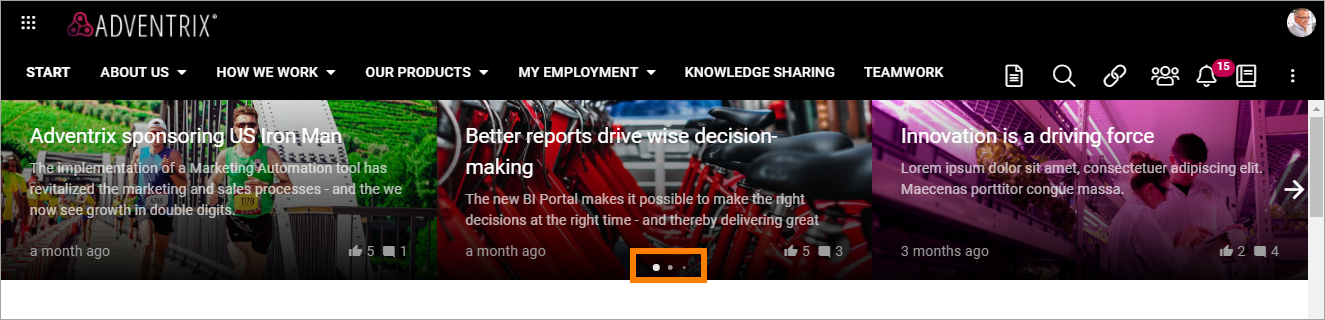 ADVENTRIX®
START ABOUT US HOW WE WORK OUR PRODUCTS MY EMPLOYMENT KNOWLEDGE SHARING TEAMWORK
15
Adventrix sponsoring US Iron Man
The implementation of a Marketing Automation tool has
revitalized the marketing and sales processes - and the we
now see growth in double digits.
a month ago 5 1
Better reports drive wise decision-
making
The new BI Portal makes it possible to make the right
decisions at the right time - and thereby delivering great
a month ago 5 3
Innovation is a driving force
Lorem ipsum dolor sit amet, consectetuer adipiscing elit.
Maecenas porttitor congue massa.
3 months ago 2 4